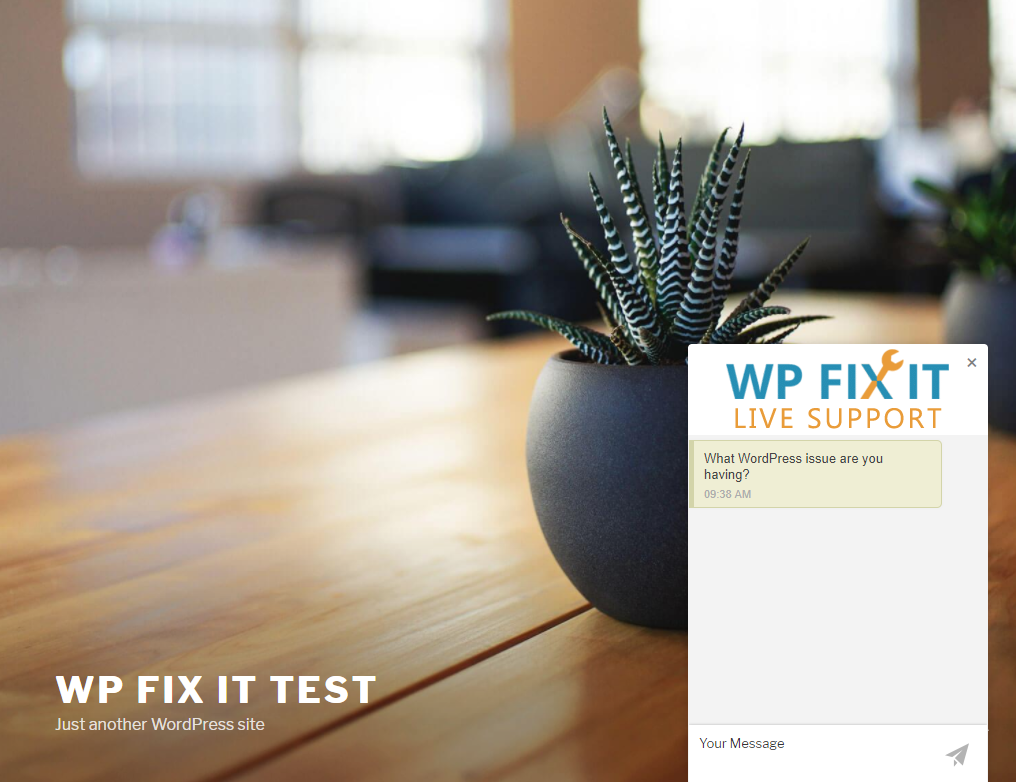 WP FIX IT
LIVE SUPPORT
What WordPress issue are you
having?
09:38 AM
WP FIX IT TEST
Just another WordPress site
Your Message